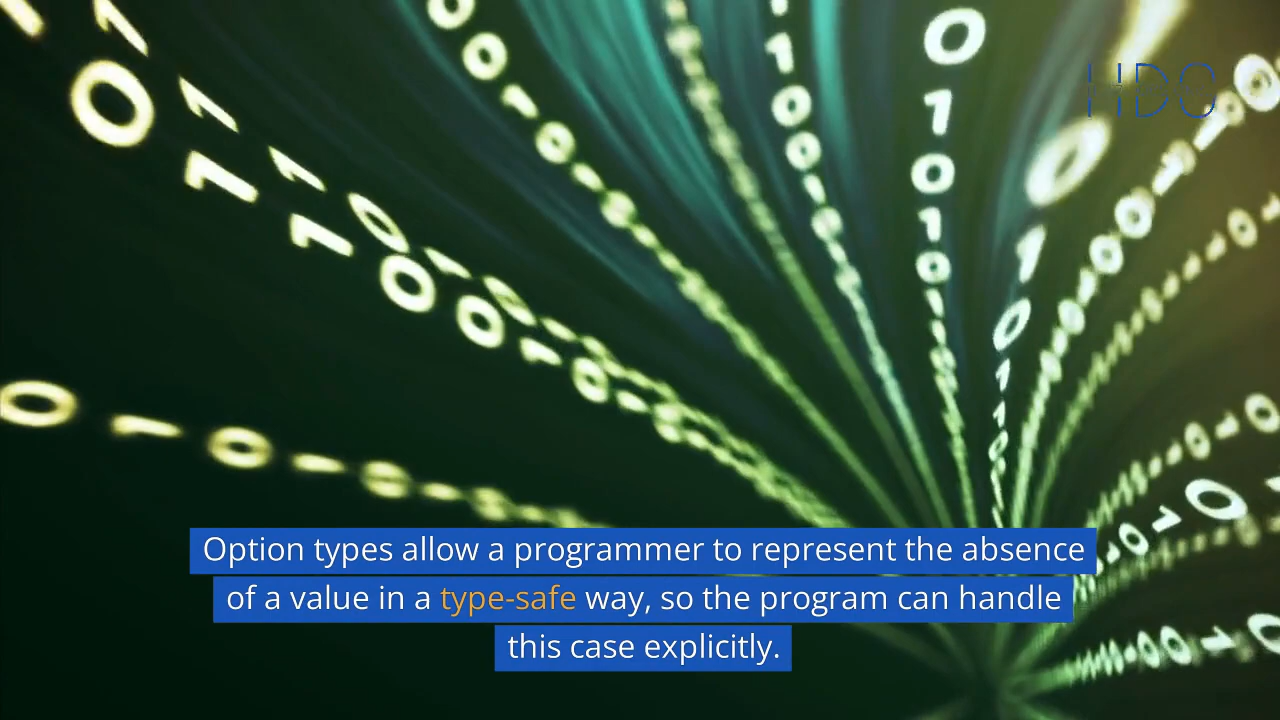 HDO
Option types allow a programmer to represent the absence
of a value in a type-safe way, so the program can handle
this case explicitly.